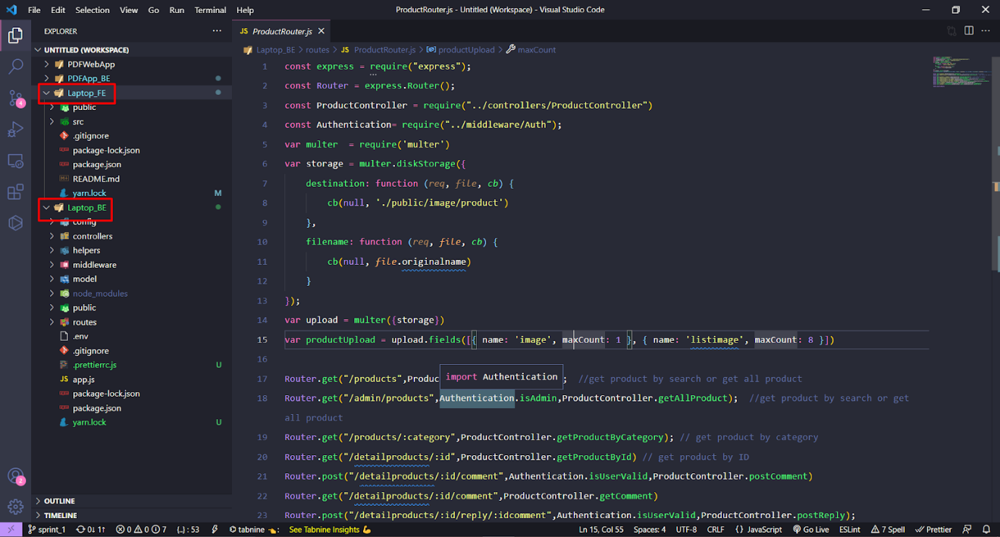 File Edit Selection View Go Run Terminal Help
ProductRouter.js - Untitled (Workspace) - Visual Studio Code
EXPLORER
UNTITLED (WORKSPACE)
PDFWebApp
PDFApp_BE
Laptop_FE
public
src
.gitignore
package-lock.json
package.json
README.md
yarn.lock M
Laptop_BE
config
controllers
helpers
middleware
model
node_modules
public
routes
.env
.gitignore
.prettierrc.js U
JS app.js
package-lock.json
package.json
yarn.lock U
OUTLINE
TIMELINE
4
2
JS ProductRouter.js
Laptop_BE > routes > JS ProductRouter.js > productUpload > maxCount
1 const express = require("express");
2 const Router = express.Router();
3 const ProductController = require("../controllers/ProductController")
4 const Authentication= require("../middleware/Auth");
5 var multer  = require('multer')
6 var storage = multer.diskStorage({
7     destination: function (req, file, cb) {
8         cb(null, './public/image/product')
9     },
10     filename: function (req, file, cb) {
11         cb(null, file.originalname)
12     }
13 });
14 var upload = multer({storage})
15 var productUpload = upload.fields([{ name: 'image', maxCount: 1 }, { name: 'listimage', maxCount: 8 }])
16
import Authentication
17 Router.get("/products",Produc ;  //get product by search or get all product
18 Router.get("/admin/products",Authentication.isAdmin,ProductController.getAllProduct);  //get product by search or get
all product
19 Router.get("/products/:category",ProductController.getProductByCategory); // get product by category
20 Router.get("/detailproducts/:id",ProductController.getProductById) // get product by ID
21 Router.post("/detailproducts/:id/comment",Authentication.isUserValid,ProductController.postComment)
22 Router.get("/detailproducts/:id/comment",ProductController.getComment)
23 Router.post("/detailproducts/:id/reply/:idcomment",Authentication.isUserValid,ProductController.postReply);
sprint_1 0↓ 1↑ 0 0 7 {..} : 53 tabnine : See Tabnine Insights Ln 15, Col 55 Spaces: 4 UTF-8 CRLF {} JavaScript Go Live ESLint 7 Spell Prettier